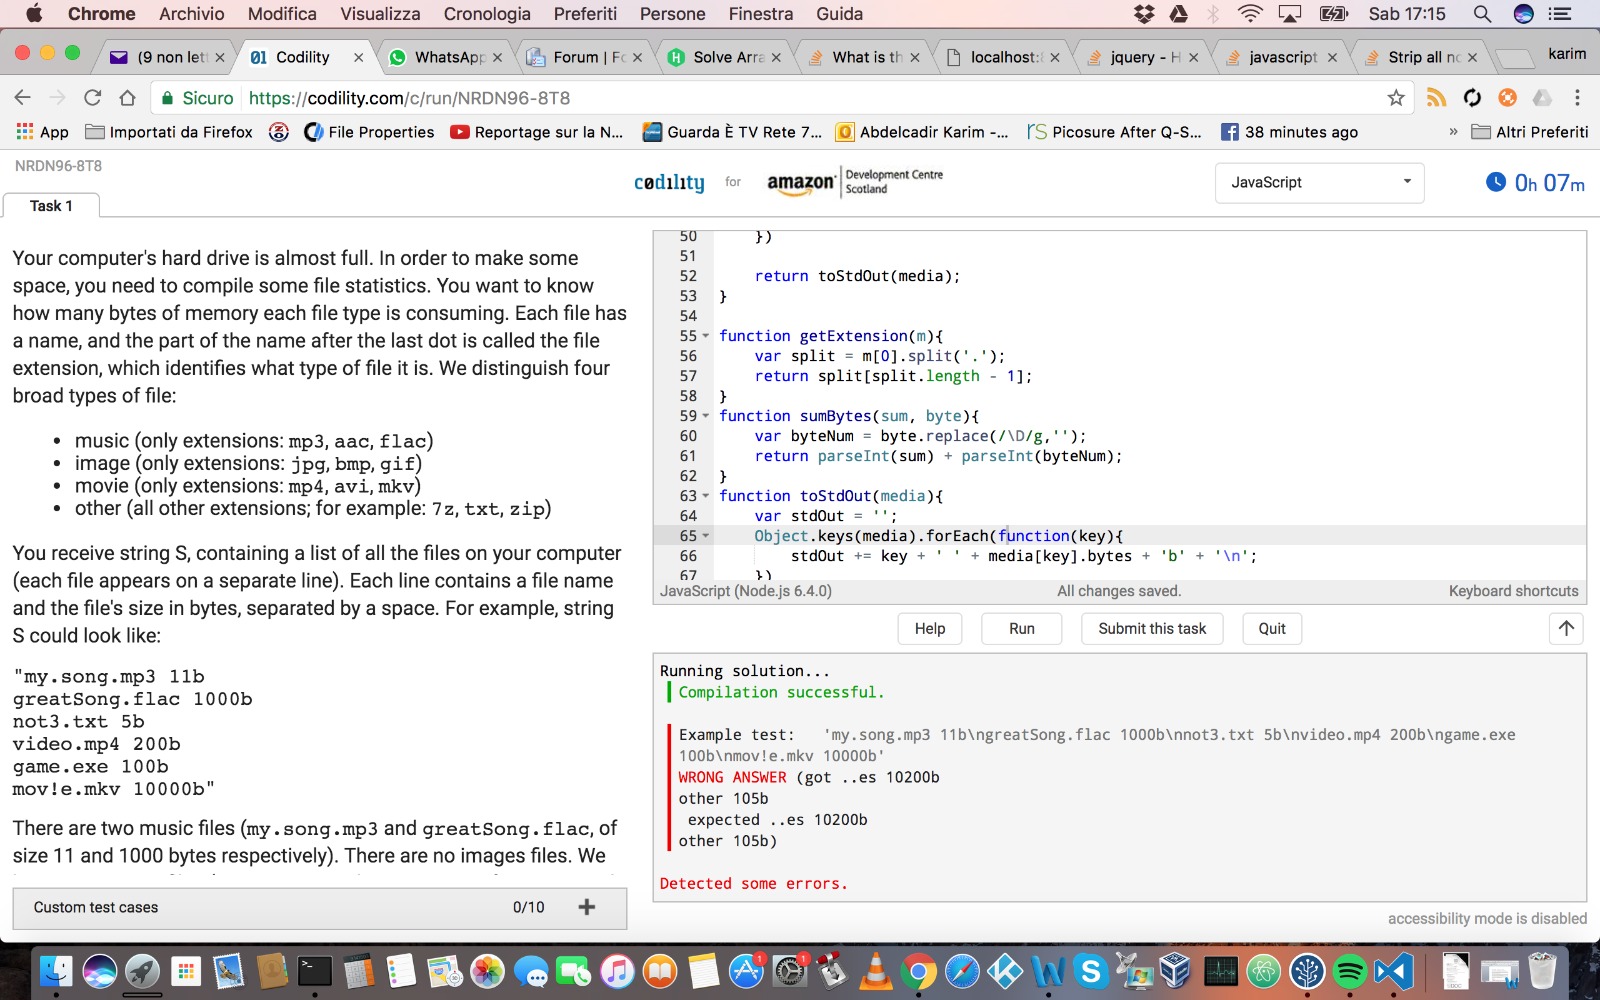 Chrome Archivio Modifica Visualizza Cronologia Preferiti Persone Finestra Guida Sab 17:15
(9 non let Codility WhatsApp Forum | Fo Solve Arra What is th localhost: jquery - H javascript Strip all no karim
Sicuro https://codility.com/c/run/NRDN96-8T8
App Importati da Firefox File Properties Reportage sur la N... Guarda È TV Rete 7... Abdelcadir Karim -... Picosure After Q-S... 38 minutes ago » Altri Preferiti
NRDN96-8T8
codility for amazon Development Centre
Scotland
JavaScript
0h 07m
Task 1
Your computer's hard drive is almost full. In order to make some
space, you need to compile some file statistics. You want to know
how many bytes of memory each file type is consuming. Each file has
a name, and the part of the name after the last dot is called the file
extension, which identifies what type of file it is. We distinguish four
broad types of file:
• music (only extensions: mp3, aac, flac)
• image (only extensions: jpg, bmp, gif)
• movie (only extensions: mp4, avi, mkv)
• other (all other extensions; for example: 7z, txt, zip)
You receive string S, containing a list of all the files on your computer
(each file appears on a separate line). Each line contains a file name
and the file's size in bytes, separated by a space. For example, string
S could look like:
"my.song.mp3 11b
greatSong.flac 1000b
not3.txt 5b
video.mp4 200b
game.exe 100b
mov!e.mkv 10000b"
There are two music files (my.song.mp3 and greatSong.flac, of
size 11 and 1000 bytes respectively). There are no images files. We
Custom test cases 0/10 +
50 })
51
52 return toStdOut(media);
53 }
54
55 function getExtension(m){
56 var split = m[0].split('.');
57 return split[split.length - 1];
58 }
59 function sumBytes(sum, byte){
60 var byteNum = byte.replace(/\D/g,'');
61 return parseInt(sum) + parseInt(byteNum);
62 }
63 function toStdOut(media){
64 var stdOut = '';
65 Object.keys(media).forEach(function(key){
66 stdOut += key + ' ' + media[key].bytes + 'b' + '\n';
67 })
JavaScript (Node.js 6.4.0) All changes saved. Keyboard shortcuts
Help Run Submit this task Quit
Running solution...
Compilation successful.
Example test: 'my.song.mp3 11b\ngreatSong.flac 1000b\nnot3.txt 5b\nvideo.mp4 200b\ngame.exe
100b\nmov!e.mkv 10000b'
WRONG ANSWER (got ..es 10200b
other 105b
expected ..es 10200b
other 105b)
Detected some errors.
accessibility mode is disabled